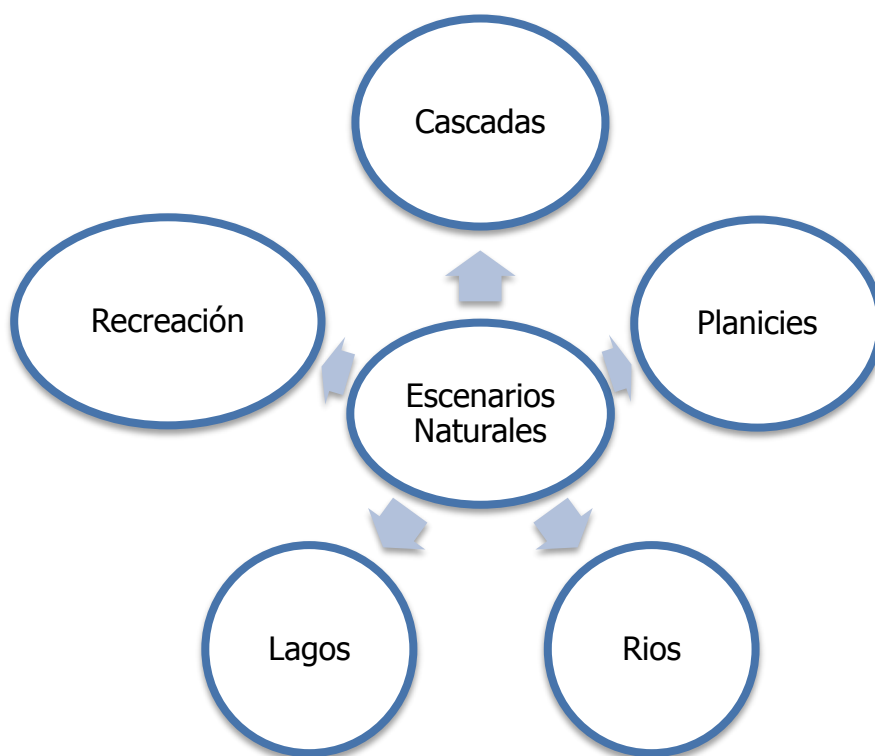 Cascadas
Recreación
Planicies
Escenarios
Naturales
Lagos
Rios